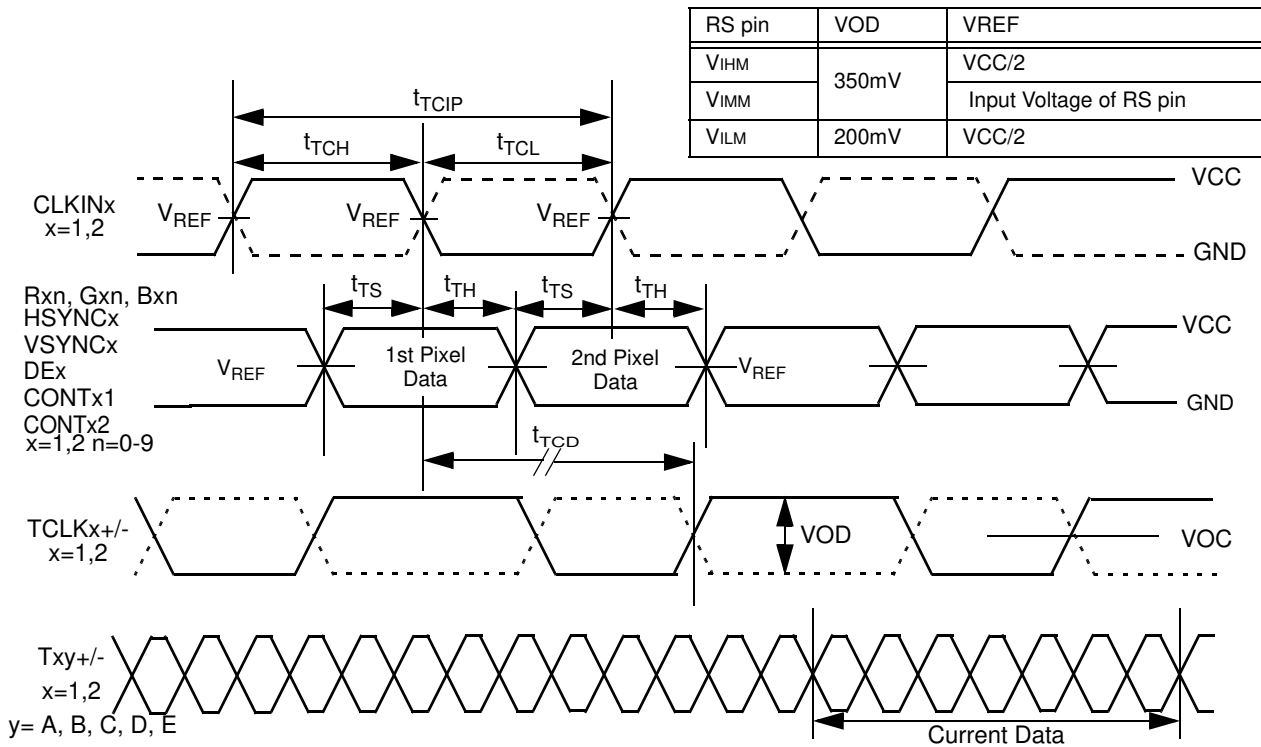 RS pin VOD VREF
VIHM 350mV VCC/2
VIMM Input Voltage of RS pin
VILM 200mV VCC/2
tTCIP
tTCH tTCL
CLKINx
x=1,2
VREF VREF VREF
VCC
GND
tTS tTH tTS tTH
Rxn, Gxn, Bxn
HSYNCx
VSYNCx
DEx
CONTx1
CONTx2
x=1,2 n=0-9
VREF
1st Pixel
Data
2nd Pixel
Data
VREF
VCC
GND
tTCD
TCLKx+/-
x=1,2
VOD
VOC
Txy+/-
x=1,2
y= A, B, C, D, E
Current Data